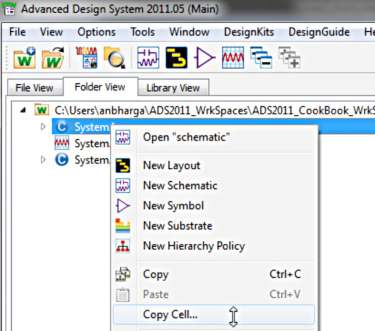 Advanced Design System 2011.05 (Main)
File View Options Tools Window DesignKits DesignGuide
File View Folder View Library View
C:\Users\anbharga\ADS2011_WrkSpaces\ADS2011_CookBook_Wrk
System
System
System
Open "schematic"
New Layout
New Schematic
New Symbol
New Substrate
New Hierarchy Policy
Copy Ctrl+C
Paste Ctrl+V
Copy Cell...